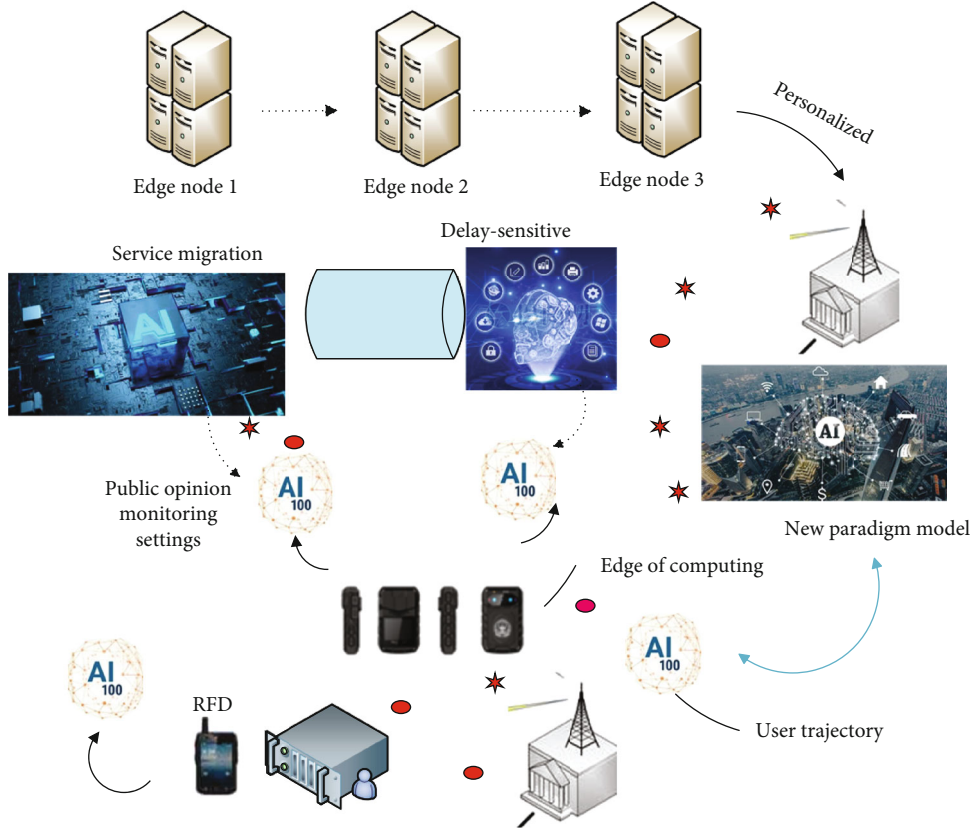 Edge node 1
Edge node 2
Edge node 3
Personalized
Service migration
Delay-sensitive
AI
AI
New paradigm model
Public opinion
monitoring
settings
AI
100
AI
100
Edge of computing
AI
100
RFD
AI
100
User trajectory